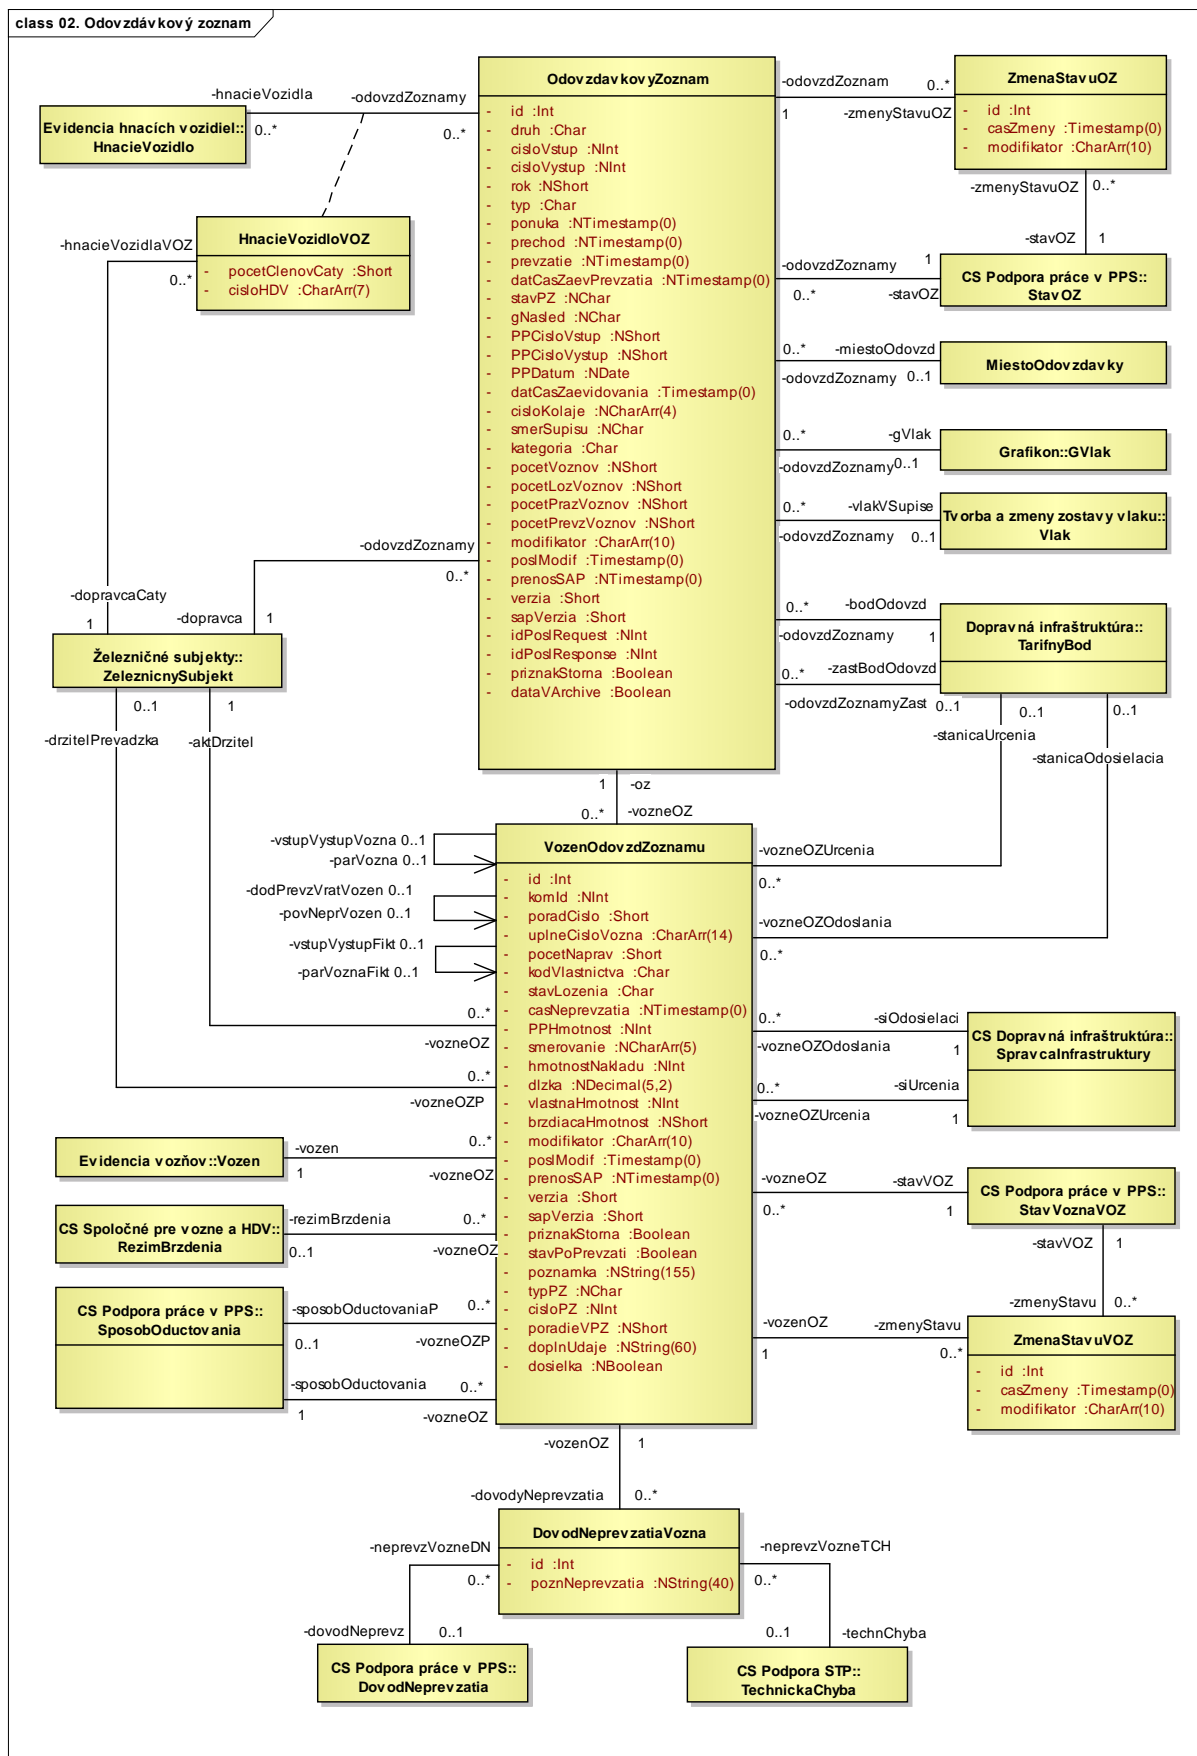 class 02. Odovzdávkový zoznam
OdovzdavkovyZoznam
- id :Int
- druh :Char
- cisloVstup :NInt
- cisloVystup :NInt
- rok :NShort
- typ :Char
- ponuka :NTimestamp(0)
- prechod :NTimestamp(0)
- prevzatie :NTimestamp(0)
- datCasZaevPrevzatia :NTimestamp(0)
- stavPZ :NChar
- gNasled :NChar
- PPCisloVstup :NShort
- PPCisloVystup :NShort
- PPDatum :NDate
- datCasZaevidovania :Timestamp(0)
- cisloKolaje :NCharArr(4)
- smerSupisu :NChar
- kategoria :Char
- pocetVoznov :NShort
- pocetLozVoznov :NShort
- pocetPrazVoznov :NShort
- pocetPrevzVoznov :NShort
- modifikator :CharArr(10)
- poslModif :Timestamp(0)
- prenosSAP :NTimestamp(0)
- verzia :Short
- sapVerzia :Short
- idPoslRequest :NInt
- idPoslResponse :NInt
- priznakStorna :Boolean
- dataVArchive :Boolean
-hnacieVozidla
0..*
-odovzdZoznamy
0..*
Evidencia hnacích vozidiel::
HnacieVozidlo
HnacieVozidloVOZ
- pocetClenovCaty :Short
- cisloHDV :CharArr(7)
-hnacieVozidlaVOZ
0..*
-dopravcaCaty
1
-odovzdZoznamy
0..*
-dopravca
1
Železničné subjekty::
ZeleznicnySubjekt
-odovzdZoznam
1
0..*
-zmenyStavuOZ
ZmenaStavuOZ
- id :Int
- casZmeny :Timestamp(0)
- modifikator :CharArr(10)
-zmenyStavuOZ
0..*
-stavOZ
1
-odovzdZoznamy
0..*
1
-stavOZ
CS Podpora práce v PPS::
StavOZ
0..*
-miestoOdovzd
-odovzdZoznamy
0..1
MiestoOdovzdavky
0..*
-gVlak
-odovzdZoznamy
0..1
Grafikon::GVlak
0..*
-vlakVSupise
-odovzdZoznamy
0..1
Tvorba a zmeny zostavy vlaku::
Vlak
0..*
-bodOdovzd
-odovzdZoznamy
1
0..*
-zastBodOdovzd
-odovzdZoznamyZast
0..1
Dopravná infraštruktúra::
TarifnyBod
0..1
-stanicaUrcenia
0..1
-stanicaOdosielacia
0..1
-drzitelPrevadzka
1
-aktDrzitel
1
-oz
0..*
-vozneOZ
VozenOdovzdZoznamu
- id :Int
- komId :NInt
- poradCislo :Short
- uplneCisloVozna :CharArr(14)
- pocetNaprav :Short
- kodVlastnictva :Char
- stavLozenia :Char
- casNeprevzatia :NTimestamp(0)
- PPHmotnost :NInt
- smerovanie :NCharArr(5)
- hmotnostNakladu :NInt
- dlzka :NDecimal(5,2)
- vlastnaHmotnost :NInt
- brzdiacaHmotnost :NShort
- modifikator :CharArr(10)
- poslModif :Timestamp(0)
- prenosSAP :NTimestamp(0)
- verzia :Short
- sapVerzia :Short
- priznakStorna :Boolean
- stavPoPrevzati :Boolean
- poznamka :NString(155)
- typPZ :NChar
- cisloPZ :NInt
- poradieVPZ :NShort
- doplnUdaje :NString(60)
- dosielka :NBoolean
-vstupVystupVozna 0..1
-parVozna 0..1
-dodPrevzVratVozen 0..1
-povNeprVozen 0..1
-vstupVystupFikt 0..1
-parVoznaFikt 0..1
0..*
-vozneOZ
0..*
-vozneOZP
-vozneOZUrcenia
0..*
-vozneOZOdoslania
0..*
0..*
-siOdosielaci
-vozneOZOdoslania
1
0..*
-siUrcenia
-vozneOZUrcenia
1
CS Dopravná infraštruktúra::
SpravcaInfrastruktury
-vozen
1
0..*
-vozneOZ
Evidencia vozňov::Vozen
-rezimBrzdenia
0..1
0..*
-vozneOZ
CS Spoločné pre vozne a HDV::
RezimBrzdenia
-sposobOductovaniaP
0..1
0..*
-vozneOZP
-sposobOductovania
1
0..*
-vozneOZ
CS Podpora práce v PPS::
SposobOductovania
-vozneOZ
0..*
-stavVOZ
1
CS Podpora práce v PPS::
StavVoznaVOZ
-stavVOZ
1
-zmenyStavu
0..*
-vozenOZ
1
-zmenyStavu
0..*
ZmenaStavuVOZ
- id :Int
- casZmeny :Timestamp(0)
- modifikator :CharArr(10)
-vozenOZ
1
-dovodyNeprevzatia
0..*
DovodNeprevzatiaVozna
- id :Int
- poznNeprevzatia :NString(40)
-neprevzVozneDN
0..*
-dovodNeprevz
0..1
CS Podpora práce v PPS::
DovodNeprevzatia
-neprevzVozneTCH
0..*
0..1
-technChyba
CS Podpora STP::
TechnickaChyba